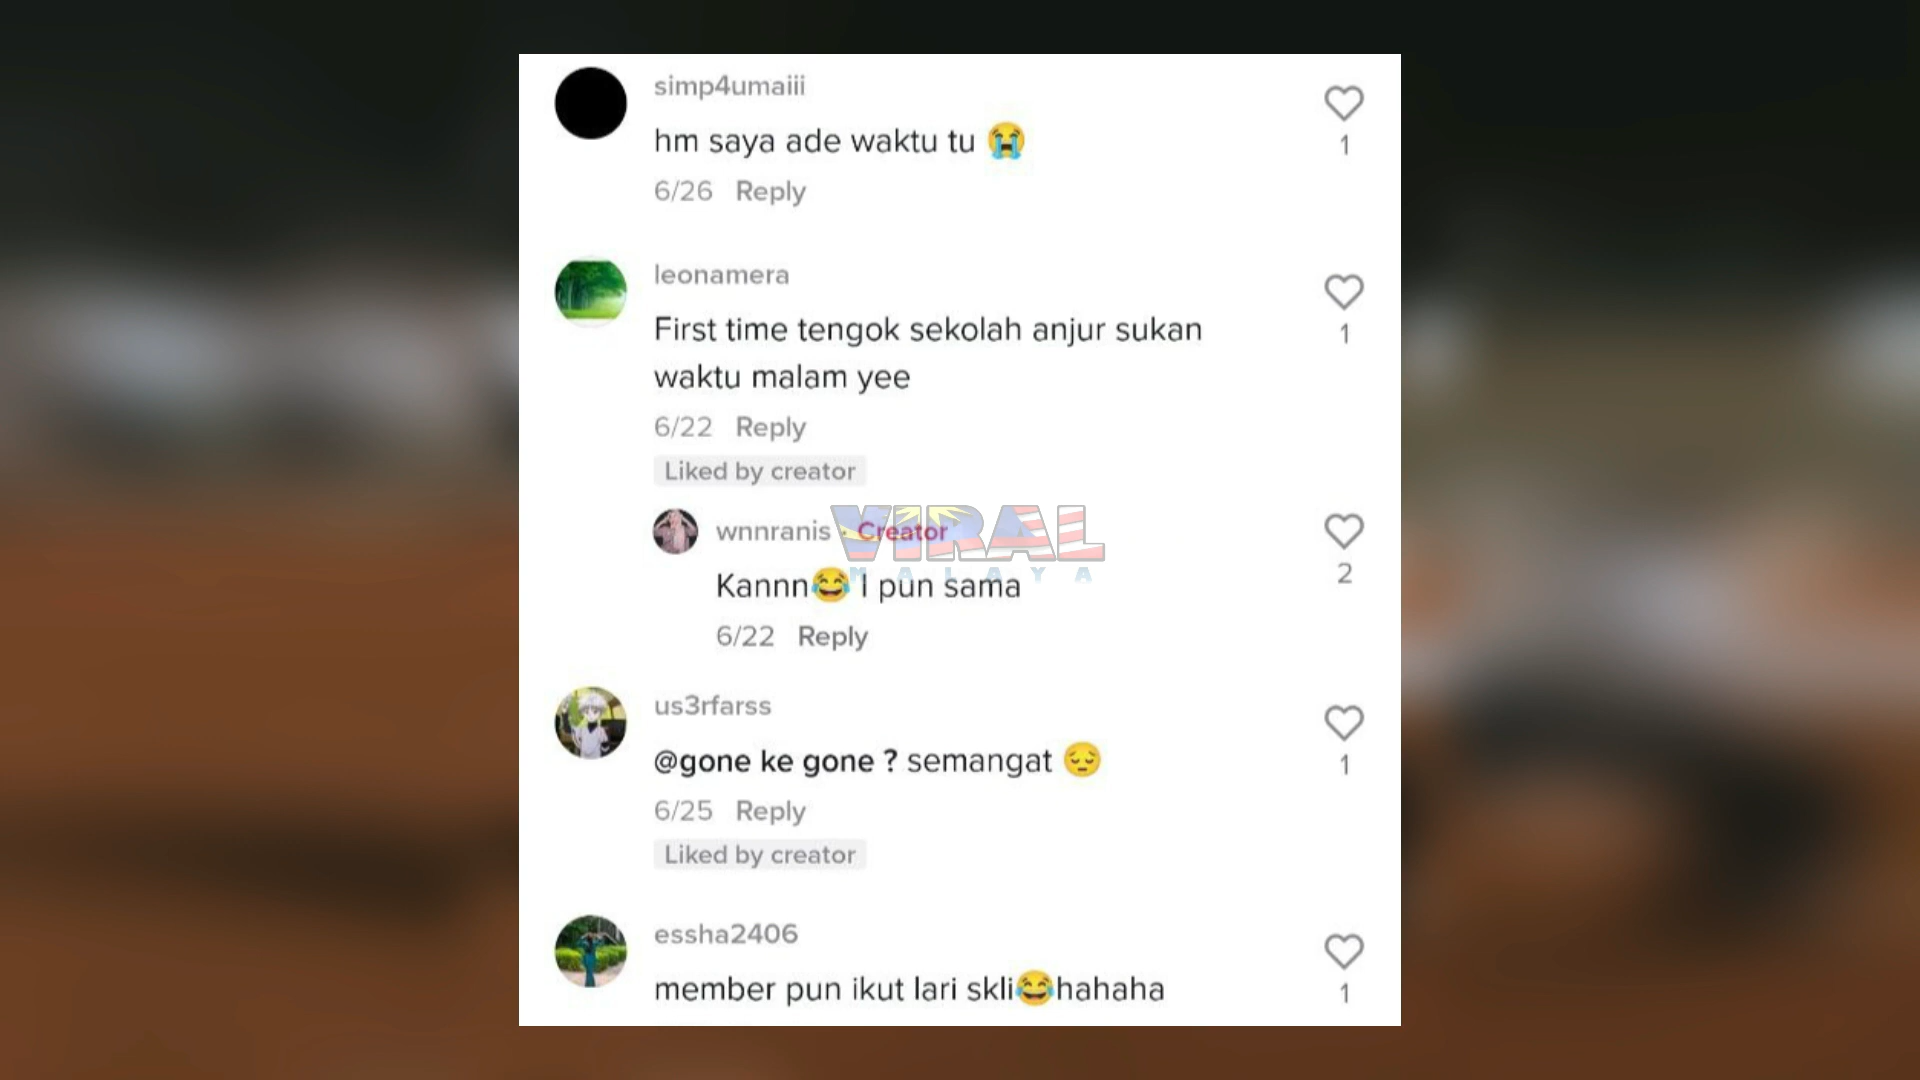 simp4umaiii
hm saya ade waktu tu 😭
1
6/26 Reply
leonamera
First time tengok sekolah anjur sukan
waktu malam yee
1
6/22 Reply
Liked by creator
wnnranis · Creator
VIRAL
MALAYA
Kannn😂 I pun sama
2
6/22 Reply
us3rfarss
@gone ke gone ? semangat 😔
1
6/25 Reply
Liked by creator
essha2406
member pun ikut lari skli😂hahaha
1